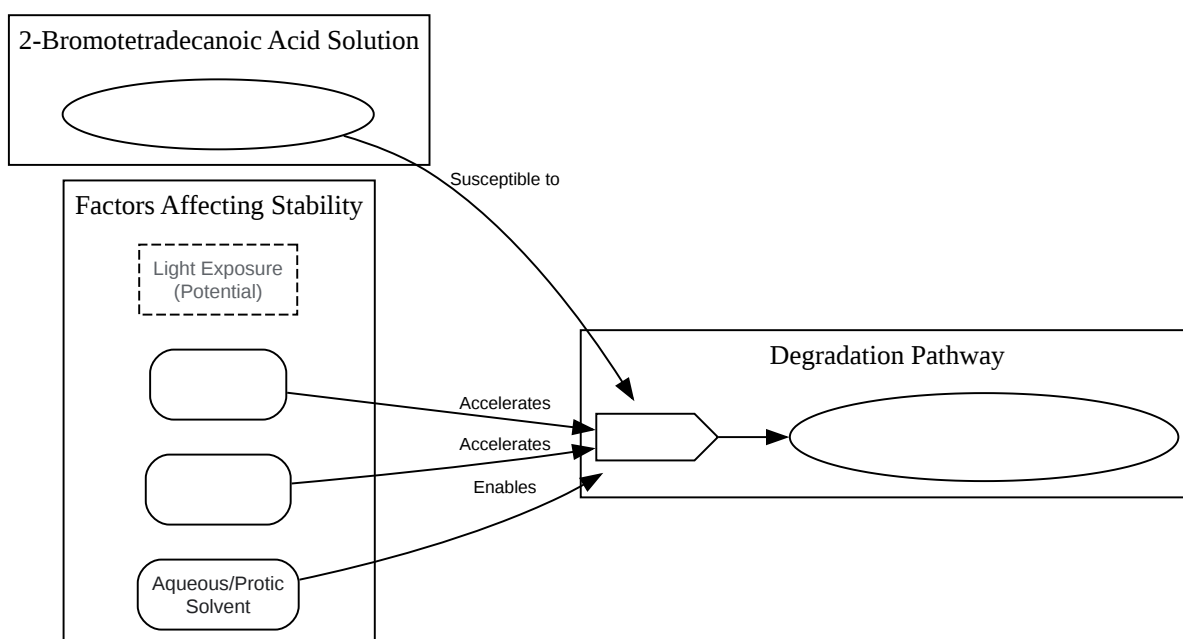 2-Bromotetradecanoic Acid Solution
Susceptible to
Factors Affecting Stability
Light Exposure
(Potential)
Degradation Pathway
Accelerates
Accelerates
Enables
Aqueous/Protic
Solvent